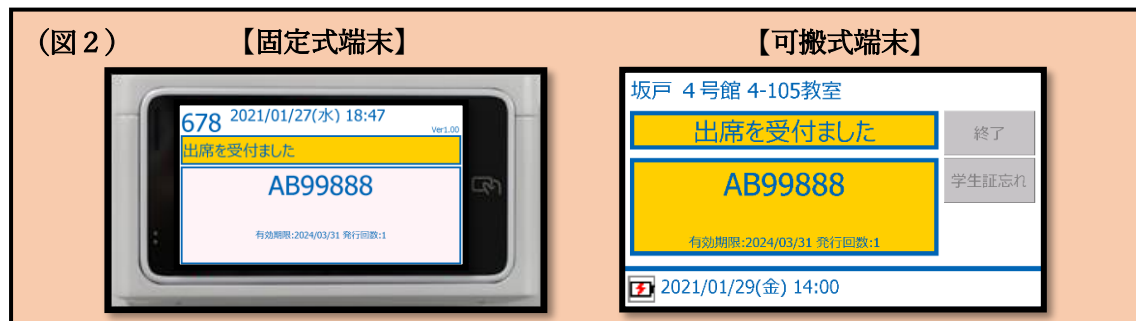 （図２）
【固定式端末】
【可搬式端末】
678 2021/01/27(水) 18:47
Ver1.00
出席を受付ました
AB99888
有効期限:2024/03/31 発行回数:1
坂戸 ４号館 4-105教室
出席を受付ました
終了
AB99888
学生証忘れ
有効期限:2024/03/31 発行回数:1
2021/01/29(金) 14:00